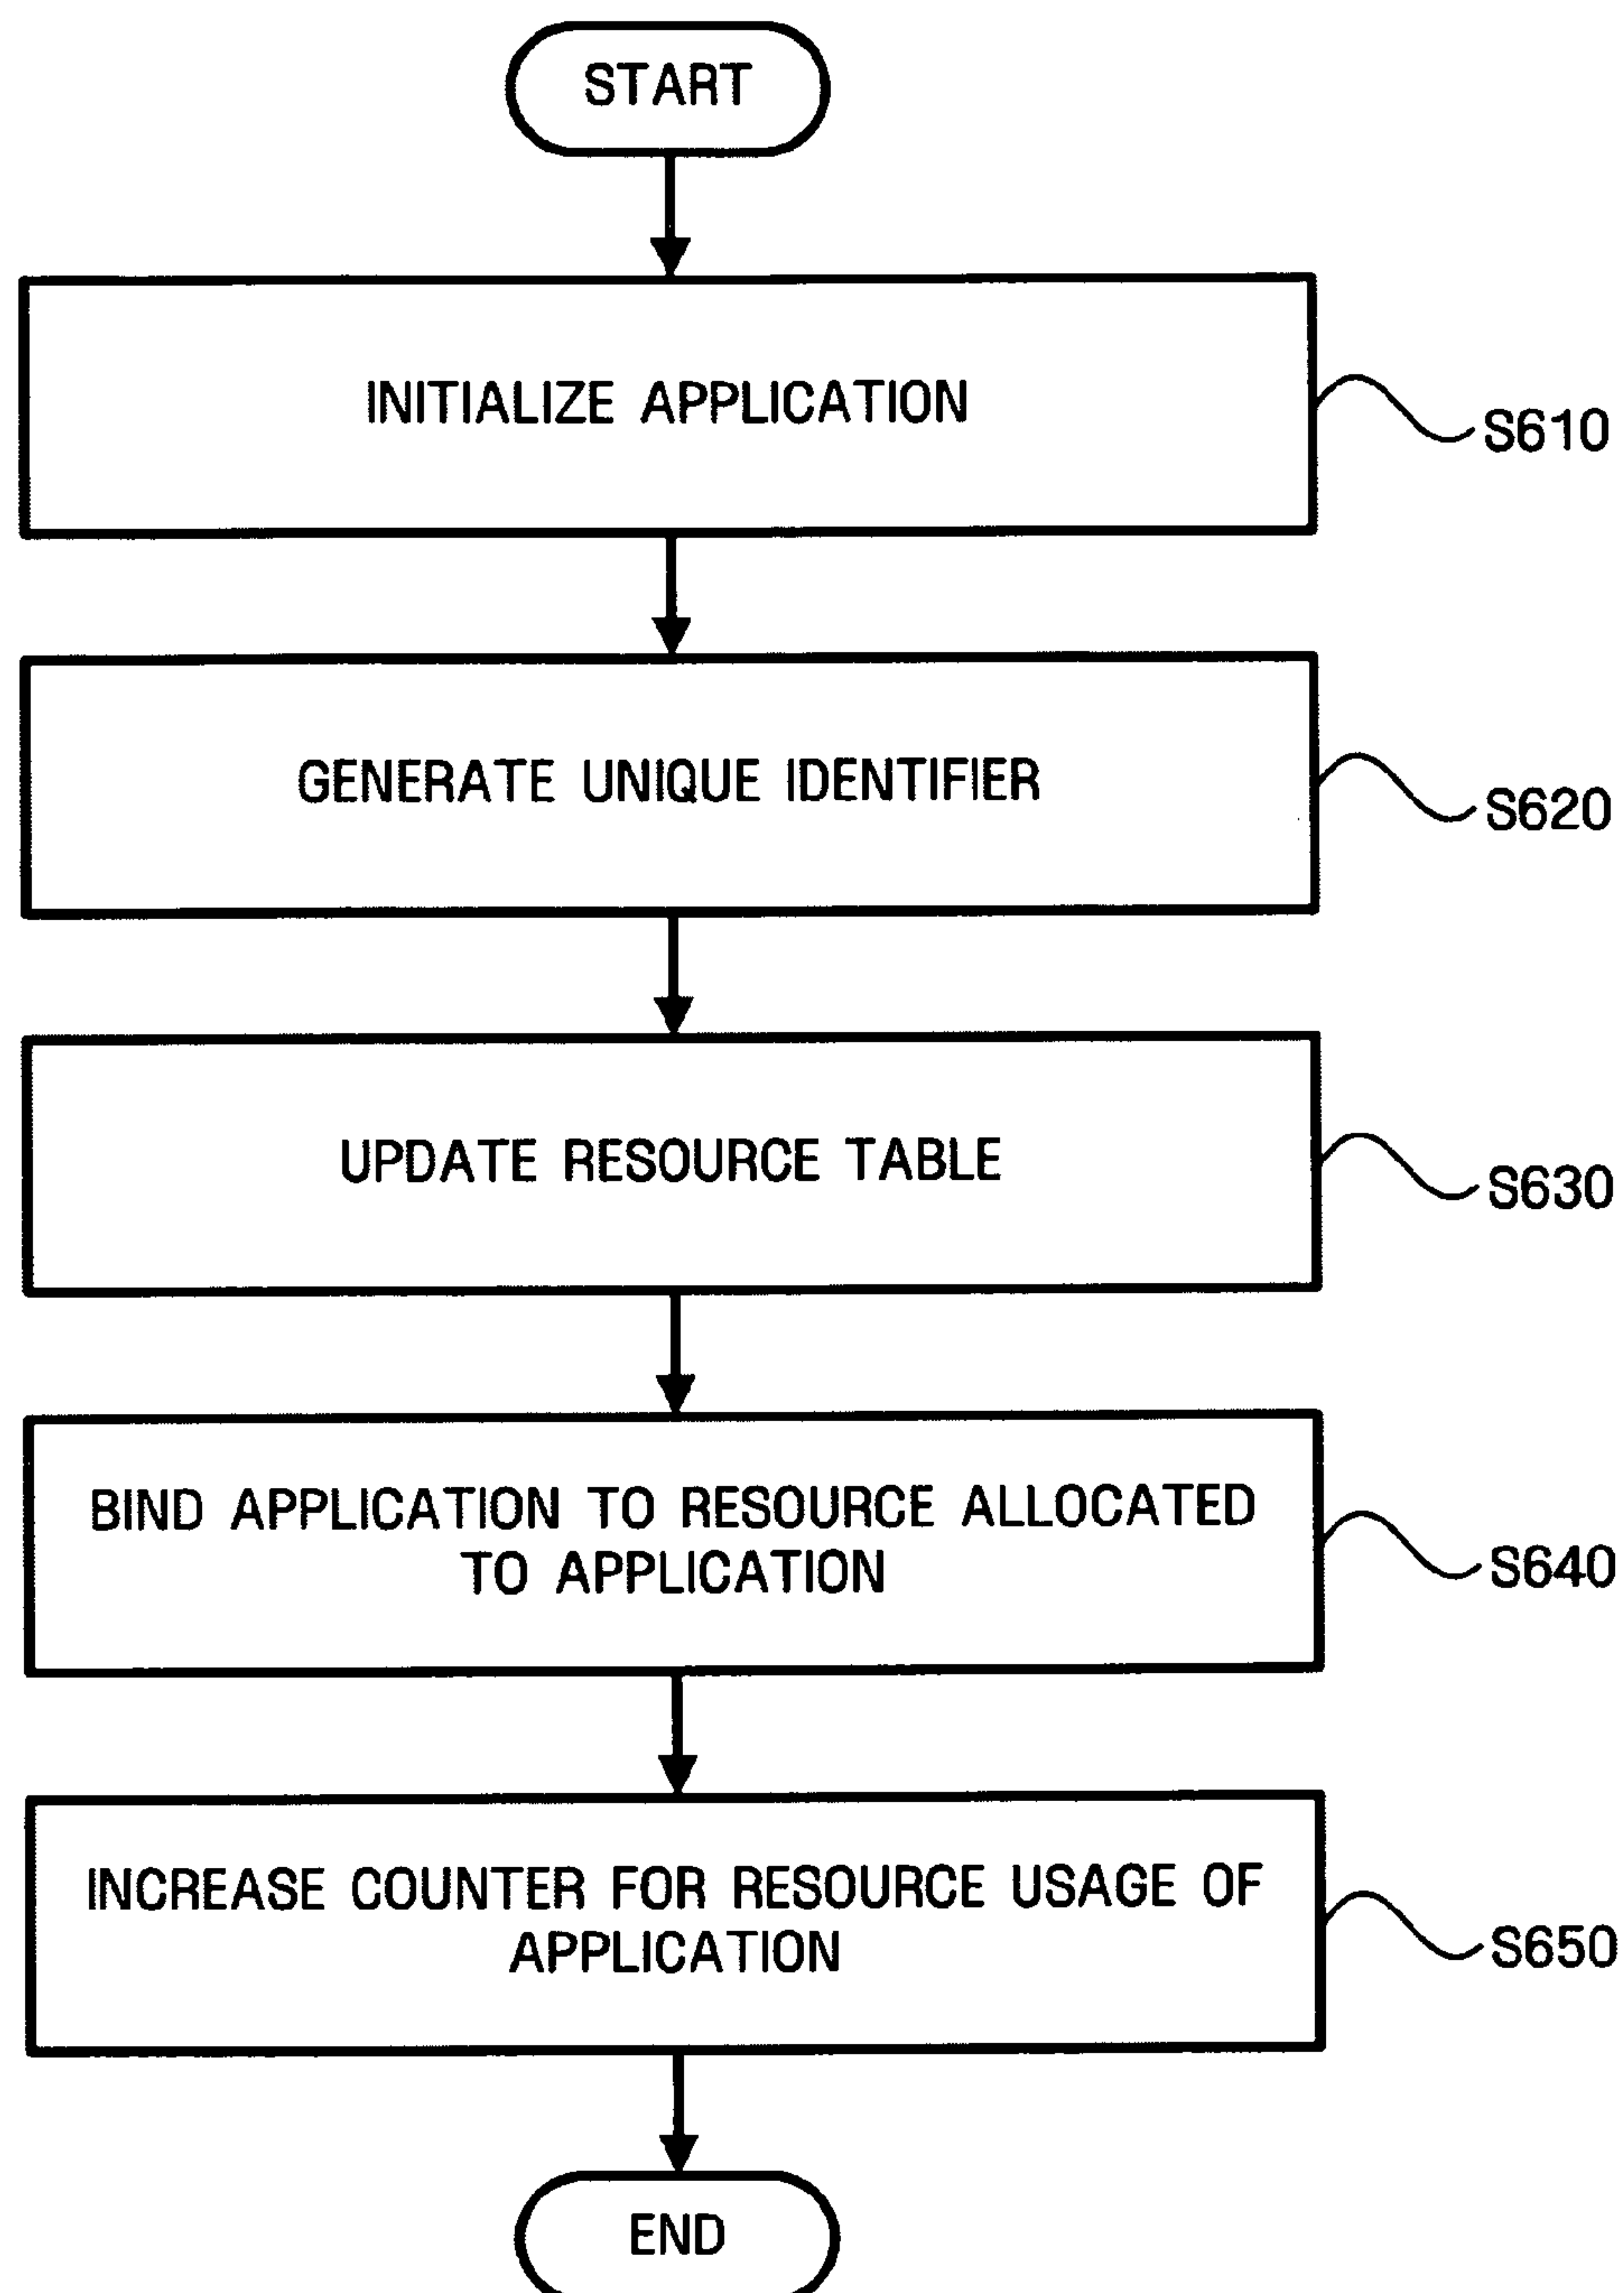 START
INITIALIZE APPLICATION
S610
GENERATE UNIQUE IDENTIFIER
S620
UPDATE RESOURCE TABLE
S630
BIND APPLICATION TO RESOURCE ALLOCATED
TO APPLICATION
S640
INCREASE COUNTER FOR RESOURCE USAGE OF
APPLICATION
S650
END